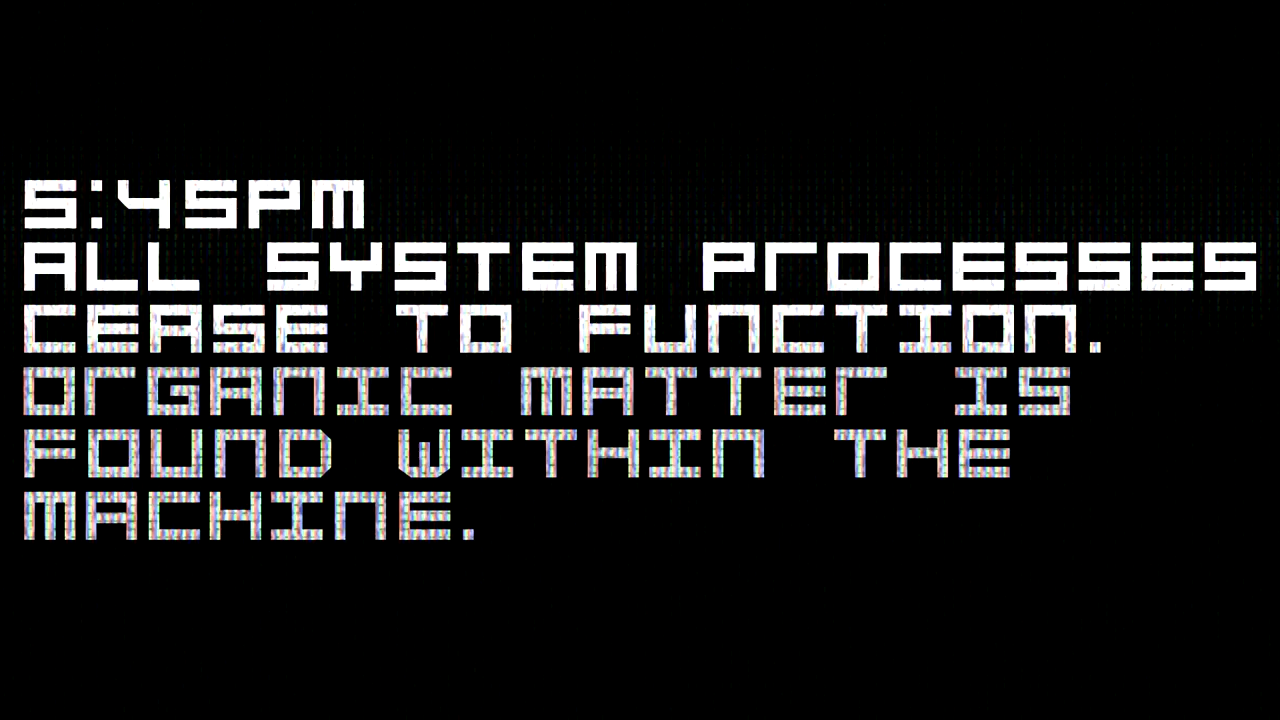 5:45PM
ALL SYSTEM PROCESSES
CEASE TO FUNCTION.
ORGANIC MATTER IS
FOUND WITHIN THE
MACHINE.